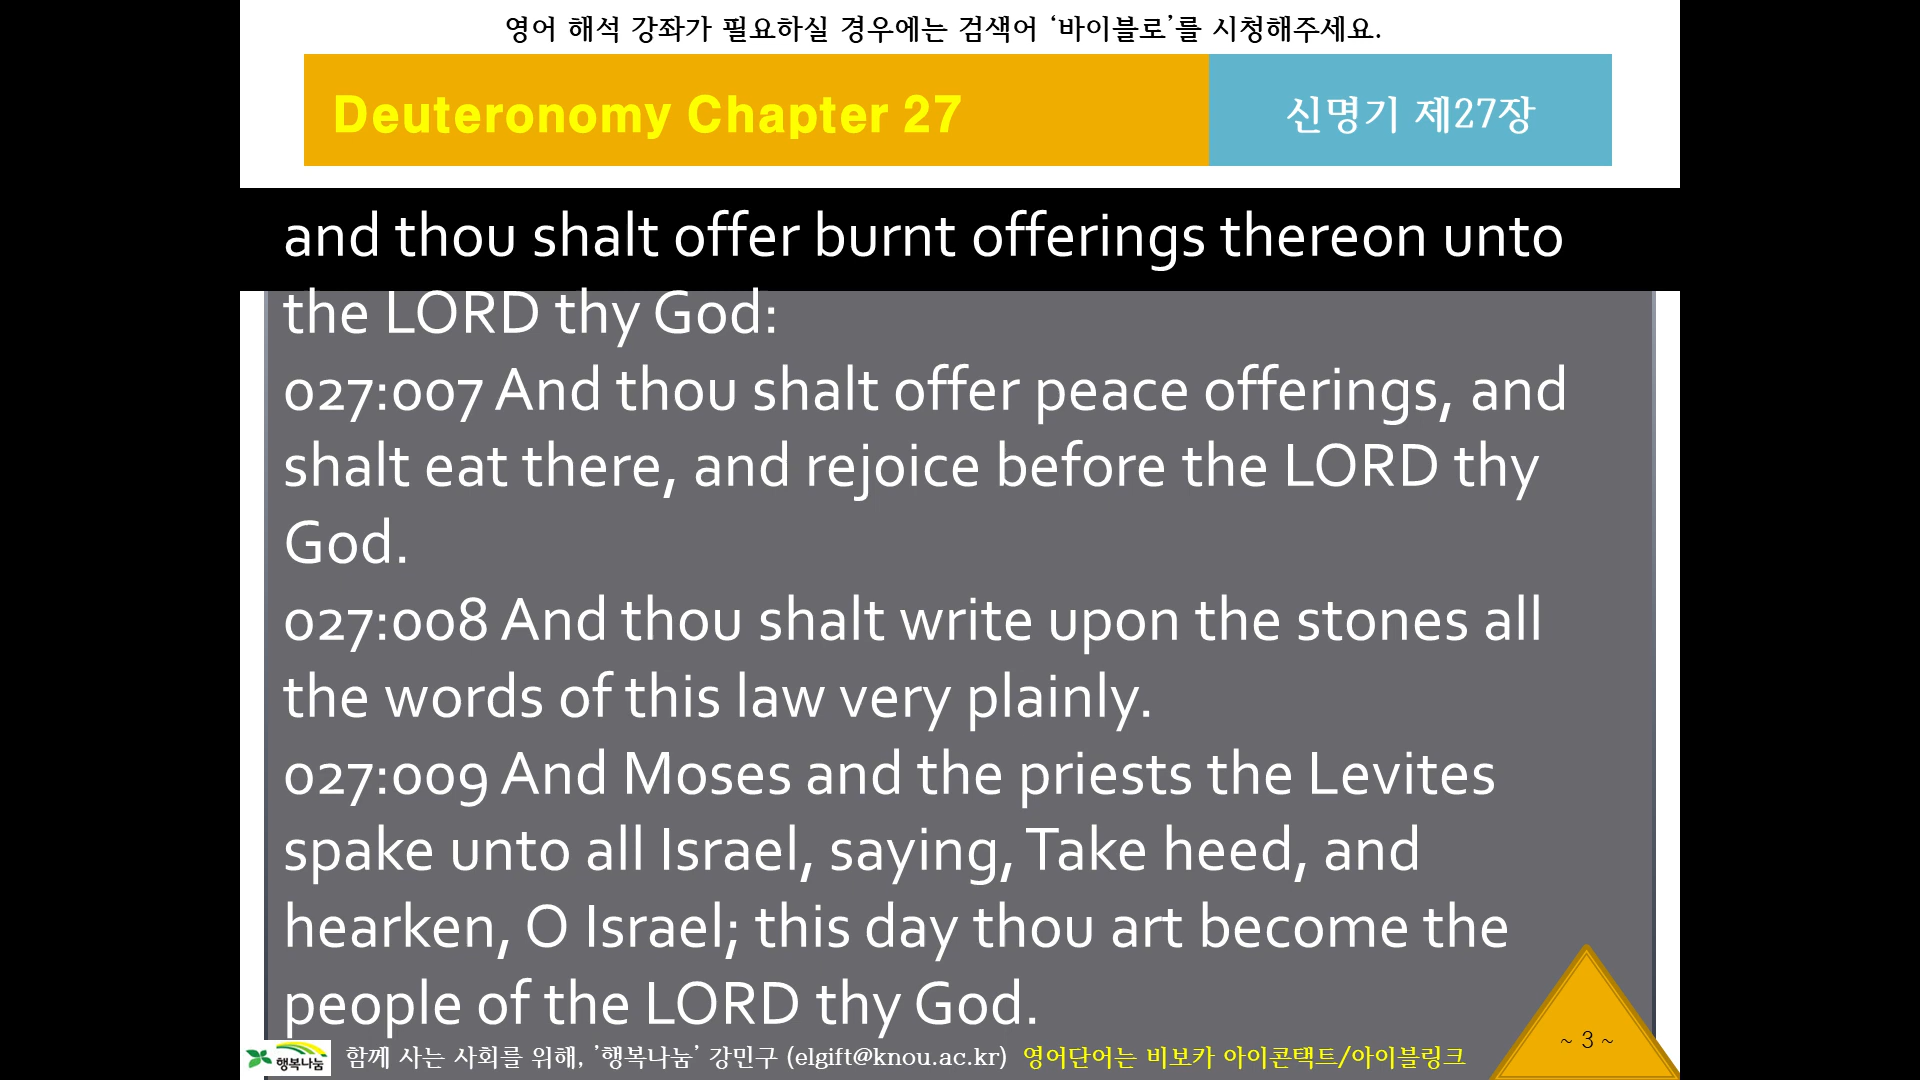 영어 해석 강좌가 필요하실 경우에는 검색어 ‘바이블로’를 시청해주세요.
Deuteronomy Chapter 27
신명기 제27장
and thou shalt offer burnt offerings thereon unto
the LORD thy God:
027:007 And thou shalt offer peace offerings, and
shalt eat there, and rejoice before the LORD thy
God.
027:008 And thou shalt write upon the stones all
the words of this law very plainly.
027:009 And Moses and the priests the Levites
spake unto all Israel, saying, Take heed, and
hearken, O Israel; this day thou art become the
people of the LORD thy God.
~ 3 ~
행복나눔
함께 사는 사회를 위해, ’행복나눔’ 강민구 (elgift@knou.ac.kr) 영어단어는 비보카 아이콘택트/아이블링크